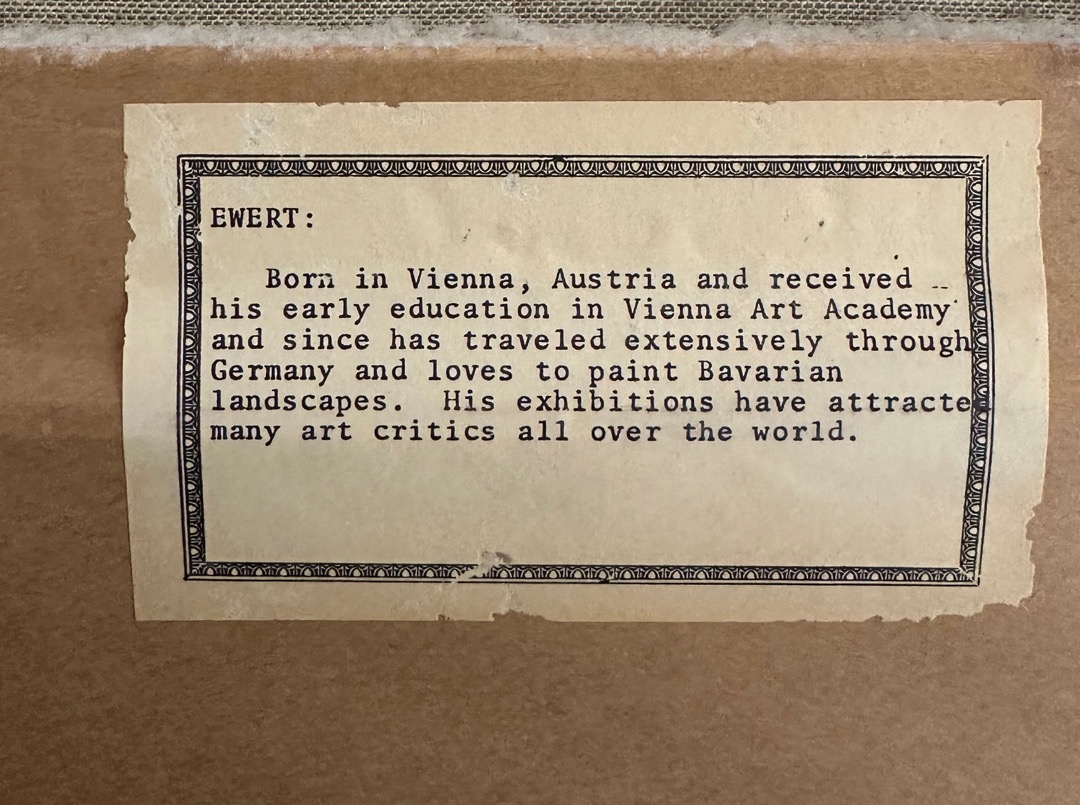 EWERT:
Born in Vienna, Austria and received
his early education in Vienna Art Academy
and since has traveled extensively through
Germany and loves to paint Bavarian
landscapes. His exhibitions have attracte
many art critics all over the world.